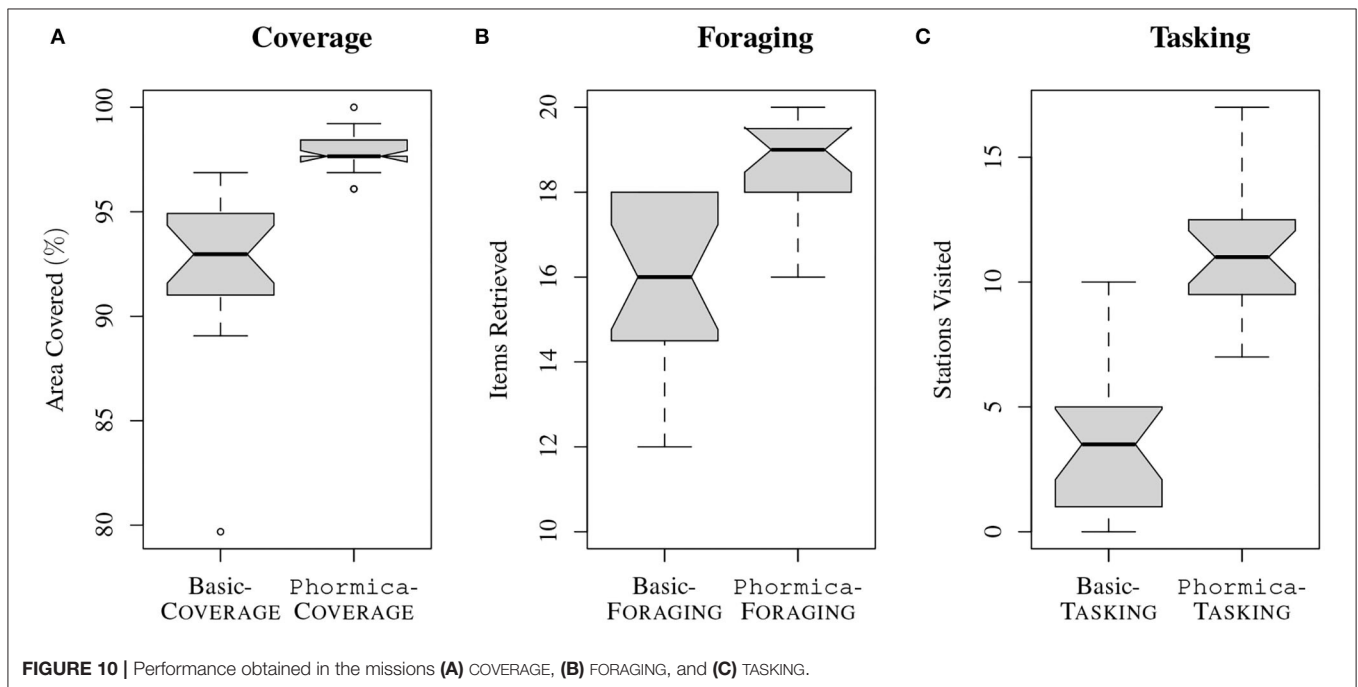 A
Coverage
Area Covered (%)
100
95
90
85
80
Basic-
COVERAGE
Phormica-
COVERAGE
B
Foraging
Items Retrieved
20
18
16
14
12
10
Basic-
FORAGING
Phormica-
FORAGING
C
Tasking
Stations Visited
15
10
5
0
Basic-
TASKING
Phormica-
TASKING
FIGURE 10 | Performance obtained in the missions (A) COVERAGE, (B) FORAGING, and (C) TASKING.